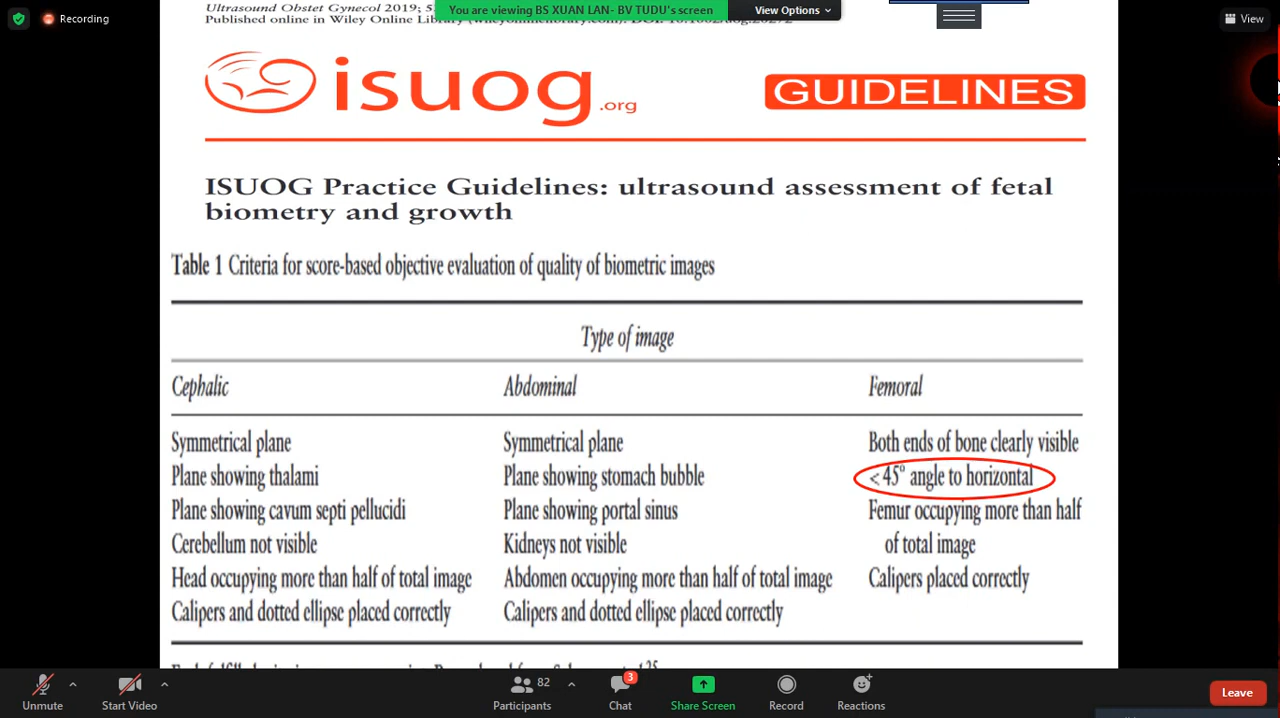 Ultrasound Obstet Gynecol 2019; 5
You are viewing BS XUAN LAN- BV TUDU's screen
View Options
Recording
View
Published online in Wiley Online
isuog.org
GUIDELINES
ISUOG Practice Guidelines: ultrasound assessment of fetal
biometry and growth
Table 1 Criteria for score-based objective evaluation of quality of biometric images
Type of image
Cephalic Abdominal Femoral
Symmetrical plane Symmetrical plane Both ends of bone clearly visible
Plane showing thalami Plane showing stomach bubble < 45° angle to horizontal
Plane showing cavum septi pellucidi Plane showing portal sinus Femur occupying more than half
Cerebellum not visible Kidneys not visible of total image
Head occupying more than half of total image Abdomen occupying more than half of total image Calipers placed correctly
Calipers and dotted ellipse placed correctly Calipers and dotted ellipse placed correctly
Unmute
Start Video
82
Participants
3
Chat
Share Screen
Record
Reactions
Leave